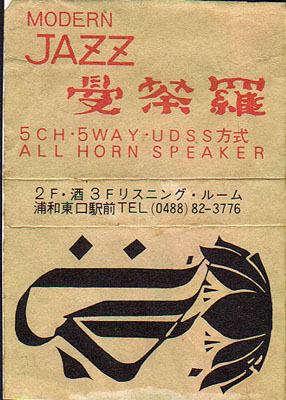 MODERN
JAZZ
曼荼羅
5CH・5WAY・UDSS方式
ALL HORN SPEAKER
2F・酒 3Fリスニング・ルーム
浦和東口駅前TEL(0488)82-3776